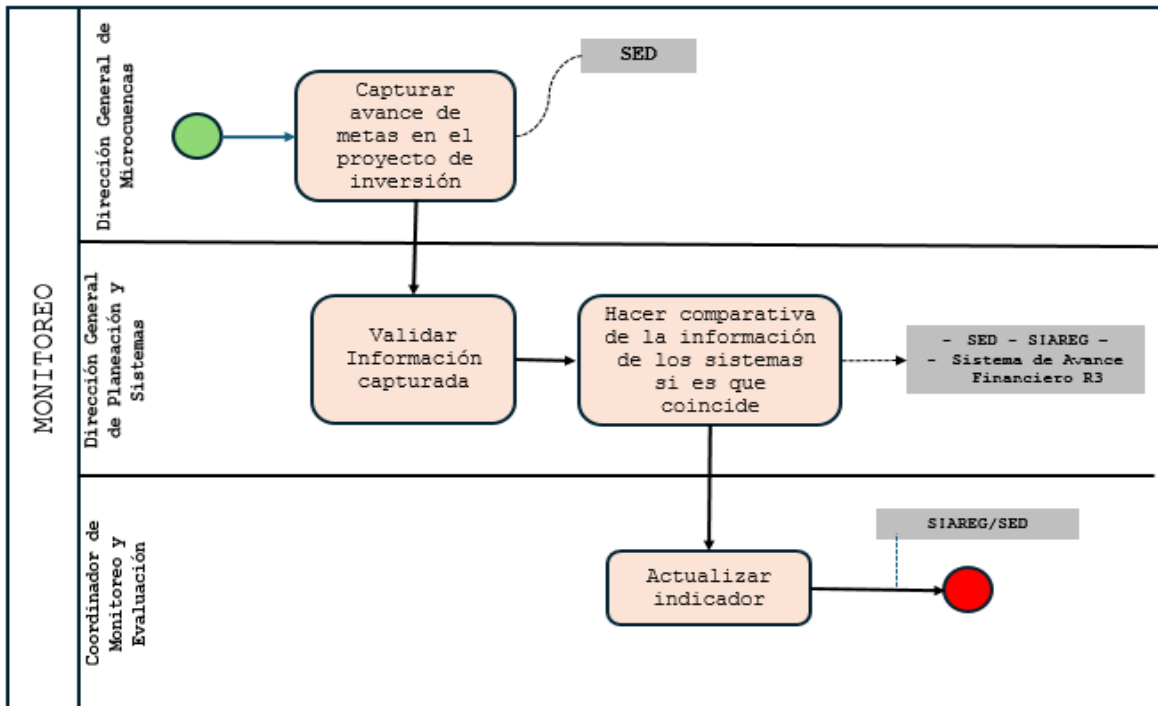 MONITOREO
Dirección General de
Microcuencas
Capturar
avance de
metas en el
proyecto de
inversión
SED
Dirección General
de Planeación y
Sistemas
Validar
Información
capturada
Hacer comparativa
de la información
de los sistemas
si es que
coincide
- SED - SIAREG -
- Sistema de Avance
Financiero R3
Coordinador de
Monitoreo y
Evaluación
Actualizar
indicador
SIAREG/SED